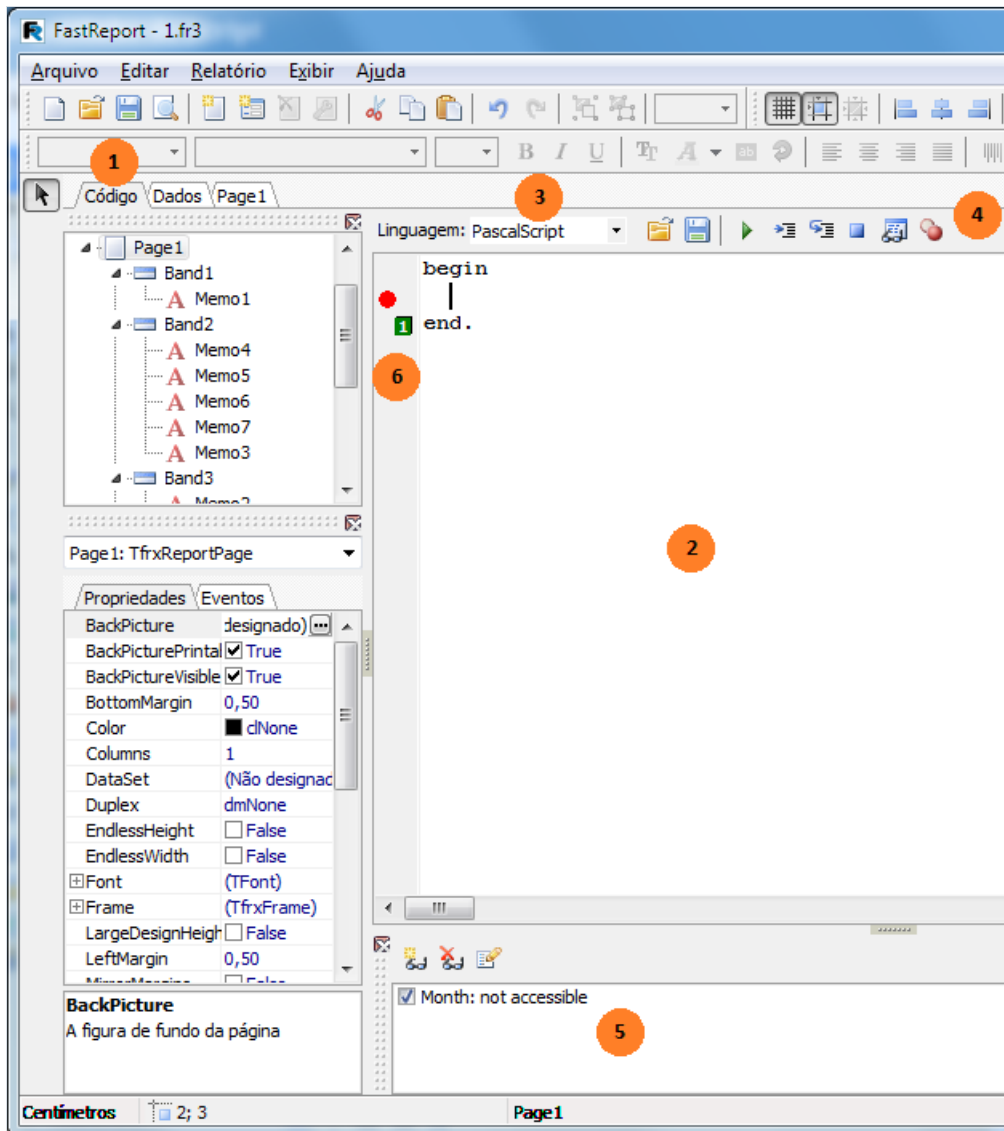 FastReport - 1.fr3
Arquivo Editar Relatório Exibir Ajuda
1
B I U
Código Dados Page1
3
4
Linguagem: PascalScript
Page1
Band1
Memo1
Band2
Memo4
Memo5
Memo6
Memo7
Memo3
Band3
begin
1 end.
6
2
Page1: TfrxReportPage
Propriedades Eventos
BackPicture designado) ...
BackPicturePrintal True
BackPictureVisible True
BottomMargin 0,50
Color clNone
Columns 1
DataSet (Não designac
Duplex dmNone
EndlessHeight False
EndlessWidth False
Font (TFont)
Frame (TfrxFrame)
LargeDesignHeigh False
LeftMargin 0,50
BackPicture
A figura de fundo da página
Month: not accessible
5
Centímetros 2; 3 Page1